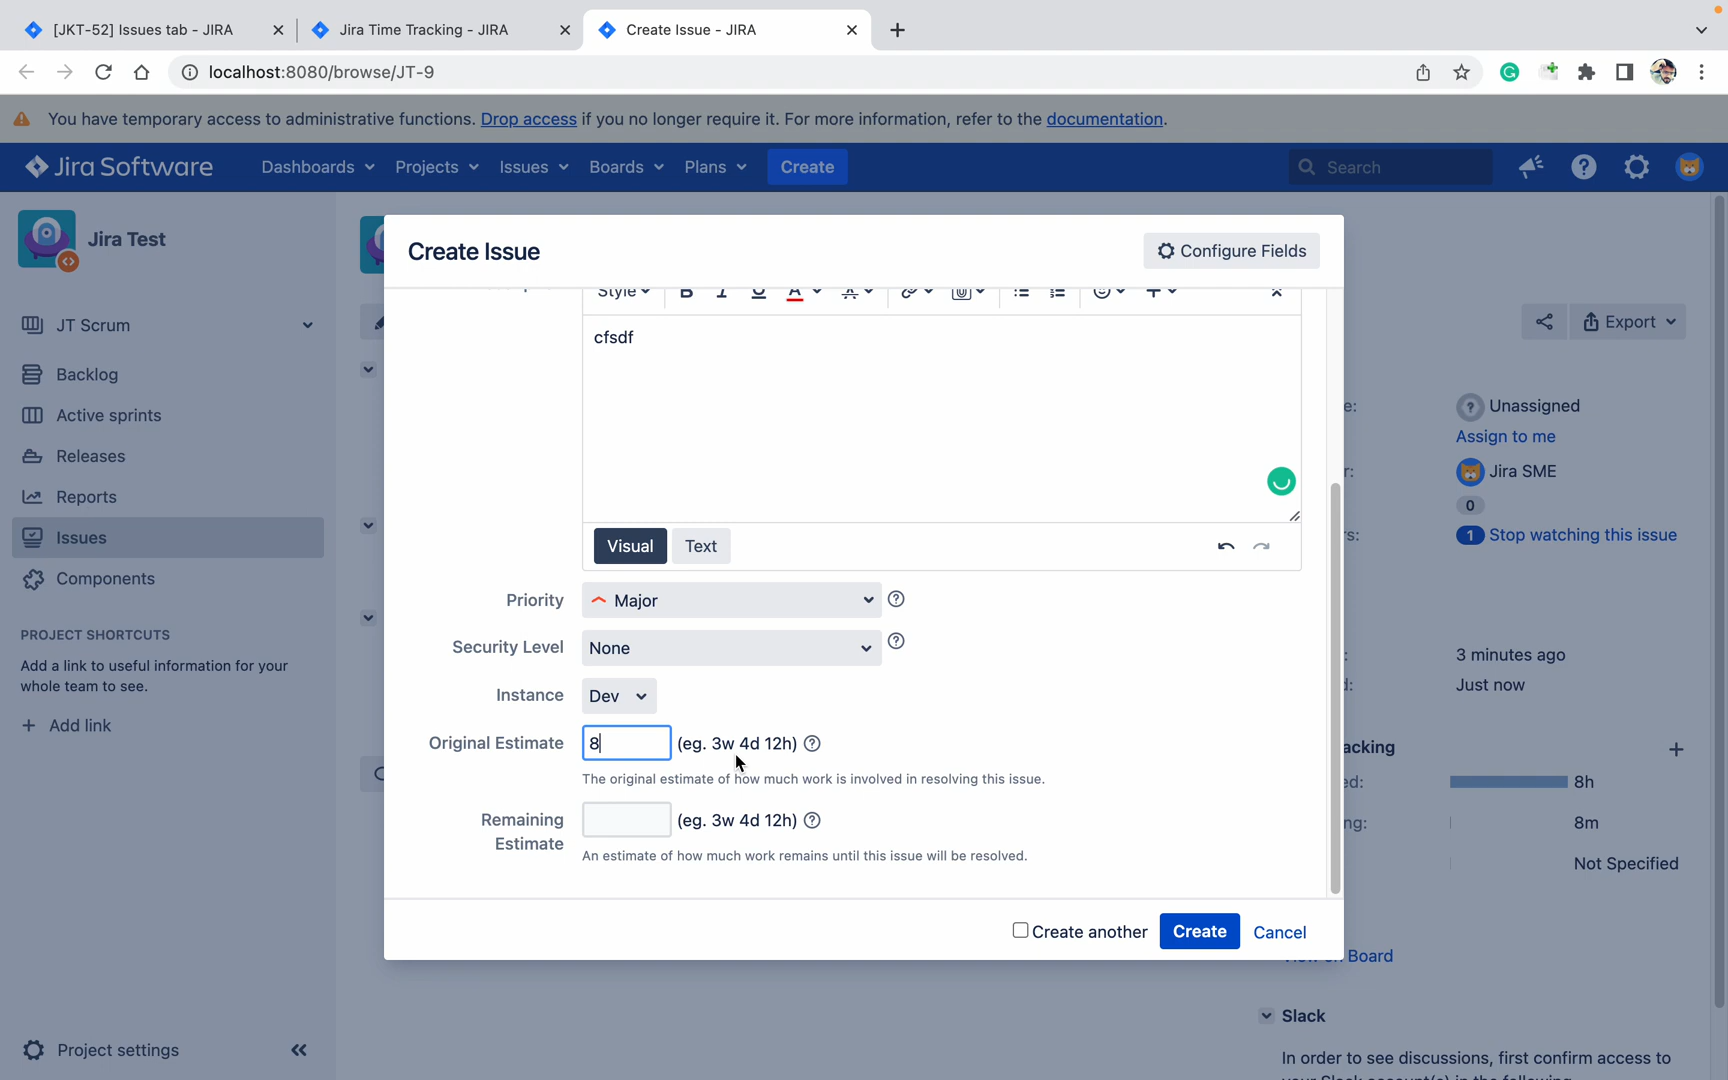 [JKT-52] Issues tab - JIRA
Jira Time Tracking - JIRA
Create Issue - JIRA
localhost:8080/browse/JT-9
You have temporary access to administrative functions. Drop access if you no longer require it. For more information, refer to the documentation.
Jira Software
Dashboards
Projects
Issues
Boards
Plans
Create
Search
Jira Test
JT Scrum
Backlog
Active sprints
Releases
Reports
Issues
Components
PROJECT SHORTCUTS
Add a link to useful information for your
whole team to see.
+ Add link
Project settings
Create Issue
Configure Fields
Style
B I U A
cfsdf
Visual
Text
Priority
Major
Security Level
None
Instance
Dev
Original Estimate
8
(eg. 3w 4d 12h)
The original estimate of how much work is involved in resolving this issue.
Remaining
Estimate
(eg. 3w 4d 12h)
An estimate of how much work remains until this issue will be resolved.
Create another
Create
Cancel
Export
e:
Unassigned
Assign to me
r:
Jira SME
0
rs:
1
Stop watching this issue
3 minutes ago
d:
Just now
acking
ed:
8h
ng:
8m
Not Specified
Board
Slack
In order to see discussions, first confirm access to